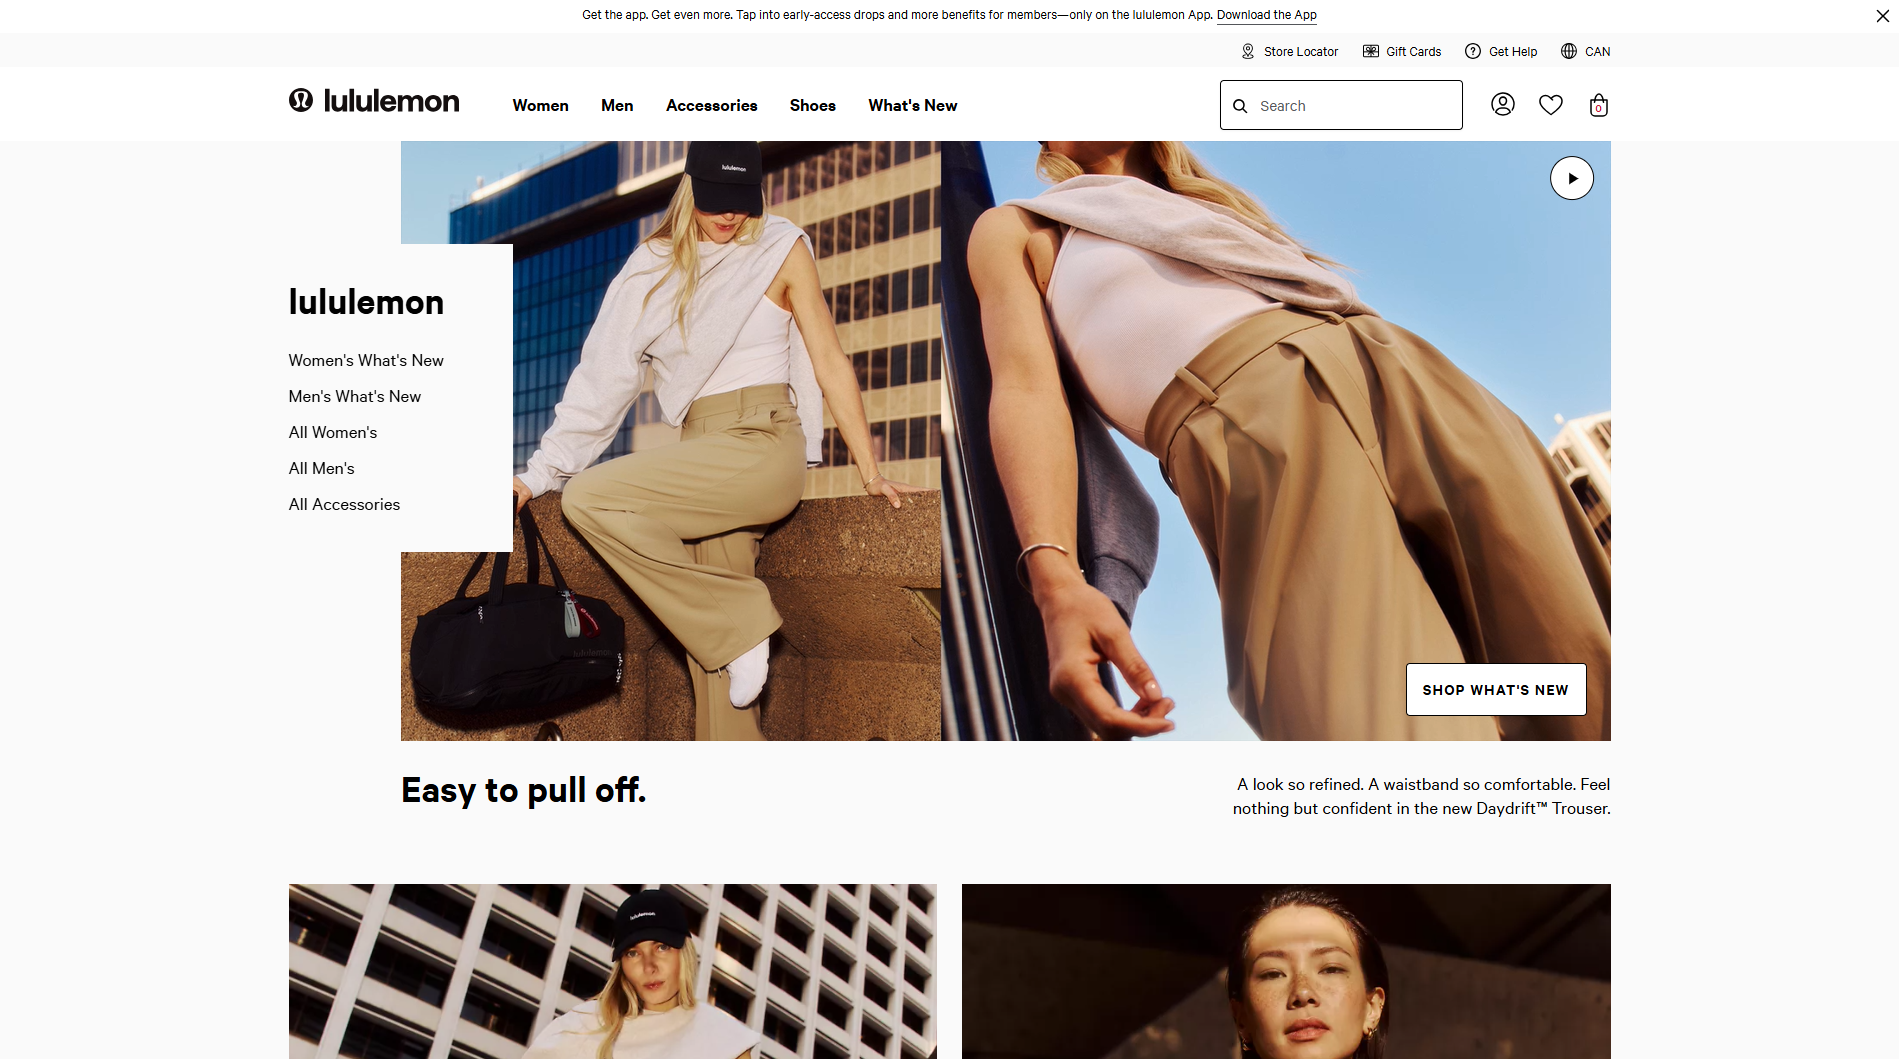 Get the app. Get even more. Tap into early-access drops and more benefits for members—only on the lululemon App. Download the App
Store Locator
Gift Cards
Get Help
CAN
lululemon
Women
Men
Accessories
Shoes
What's New
Search
0
lululemon
lululemon
Women's What's New
Men's What's New
All Women's
All Men's
All Accessories
lululemon
SHOP WHAT'S NEW
Easy to pull off.
A look so refined. A waistband so comfortable. Feel
nothing but confident in the new Daydrift™ Trouser.
lululemon